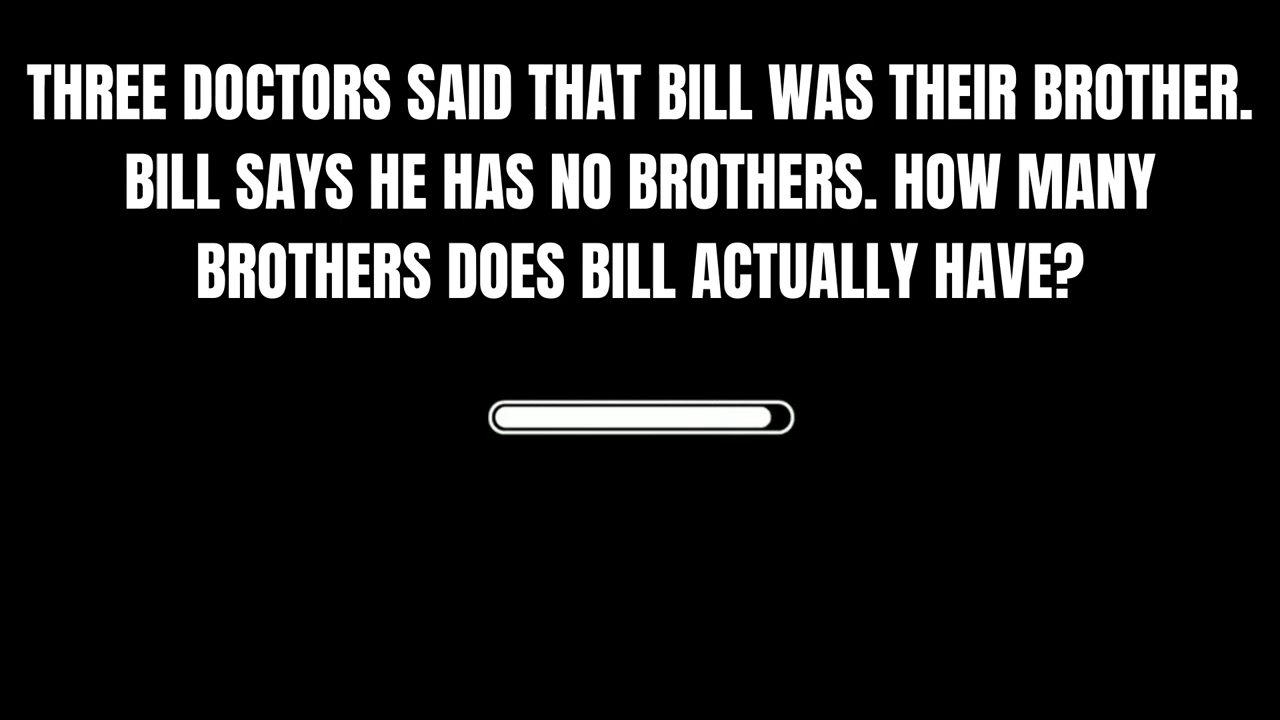 THREE DOCTORS SAID THAT BILL WAS THEIR BROTHER.
BILL SAYS HE HAS NO BROTHERS. HOW MANY
BROTHERS DOES BILL ACTUALLY HAVE?